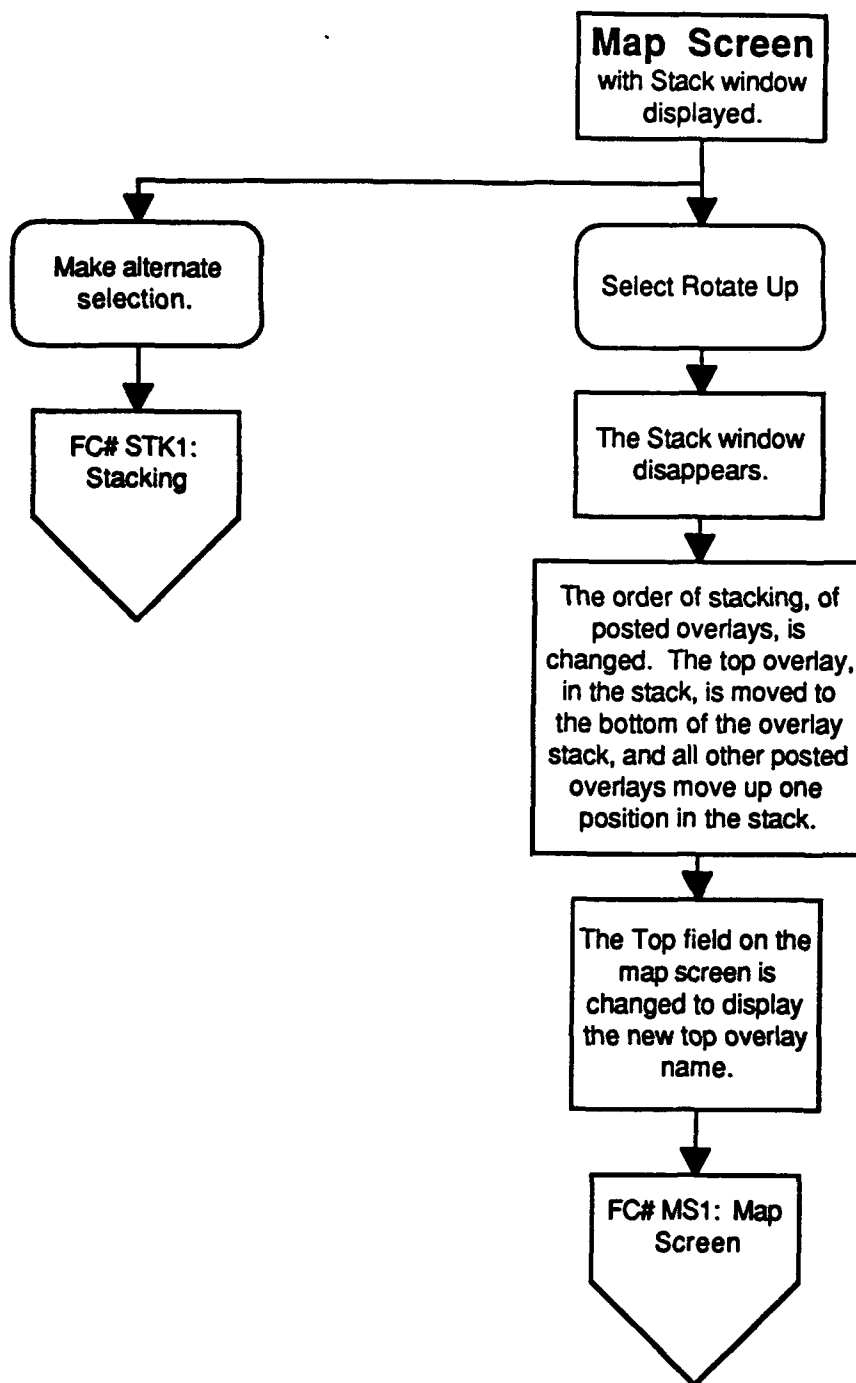 Map Screen
with Stack window
displayed.
Make alternate
selection.
Select Rotate Up
FC# STK1:
Stacking
The Stack window
disappears.
The order of stacking, of
posted overlays, is
changed. The top overlay,
in the stack, is moved to
the bottom of the overlay
stack, and all other posted
overlays move up one
position in the stack.
The Top field on the
map screen is
changed to display
the new top overlay
name.
FC# MS1: Map
Screen